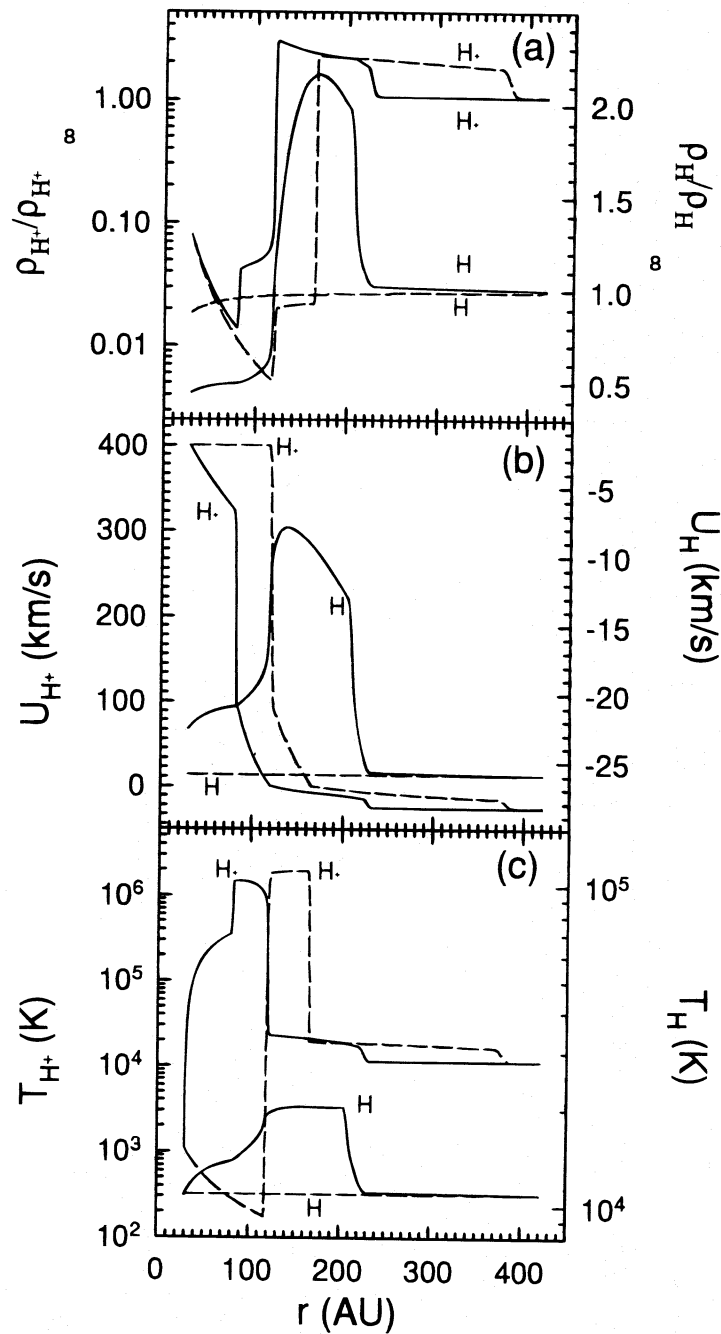 (a)
ρH+/ρH+∞
ρH/ρH∞
1.00
0.10
0.01
2.0
1.5
1.0
0.5
H+
H+
H
H
(b)
UH+ (km/s)
UH (km/s)
400
300
200
100
0
-5
-10
-15
-20
-25
H+
H+
H
H
(c)
TH+ (K)
TH (K)
10^6
10^5
10^4
10^3
10^2
10^5
10^4
H+
H+
H
H
0
100
200
300
400
r (AU)